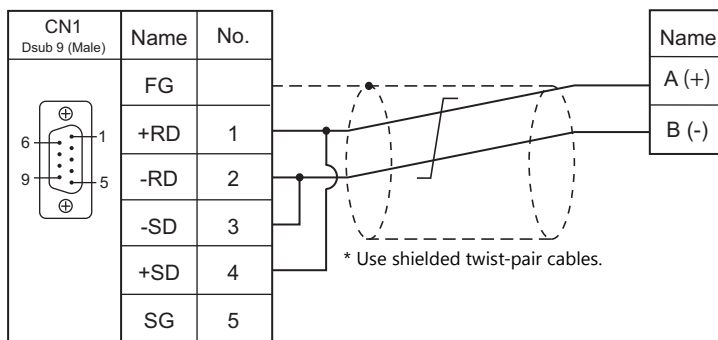 CN1 Name No. Name
Dsub 9 (Male)
FG A (+)
+RD 1 B (-)
6 1
-RD 2
9 5
-SD 3
+SD 4
* Use shielded twist-pair cables.
SG 5